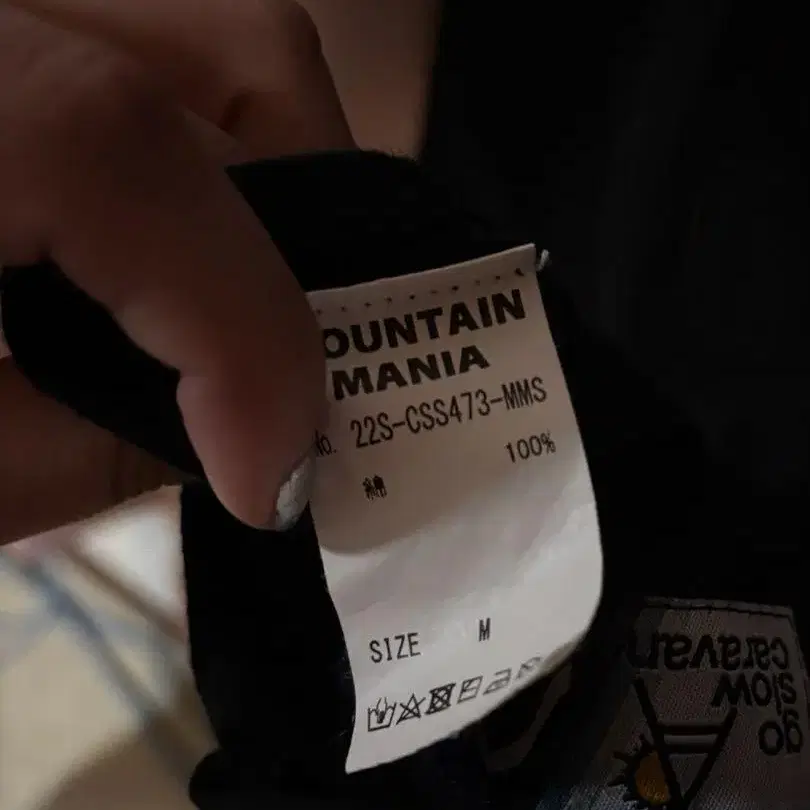 OUNTAIN
MANIA
No. 22S-CSS473-MMS
綿 100%
SIZE M
go
slow
caravan